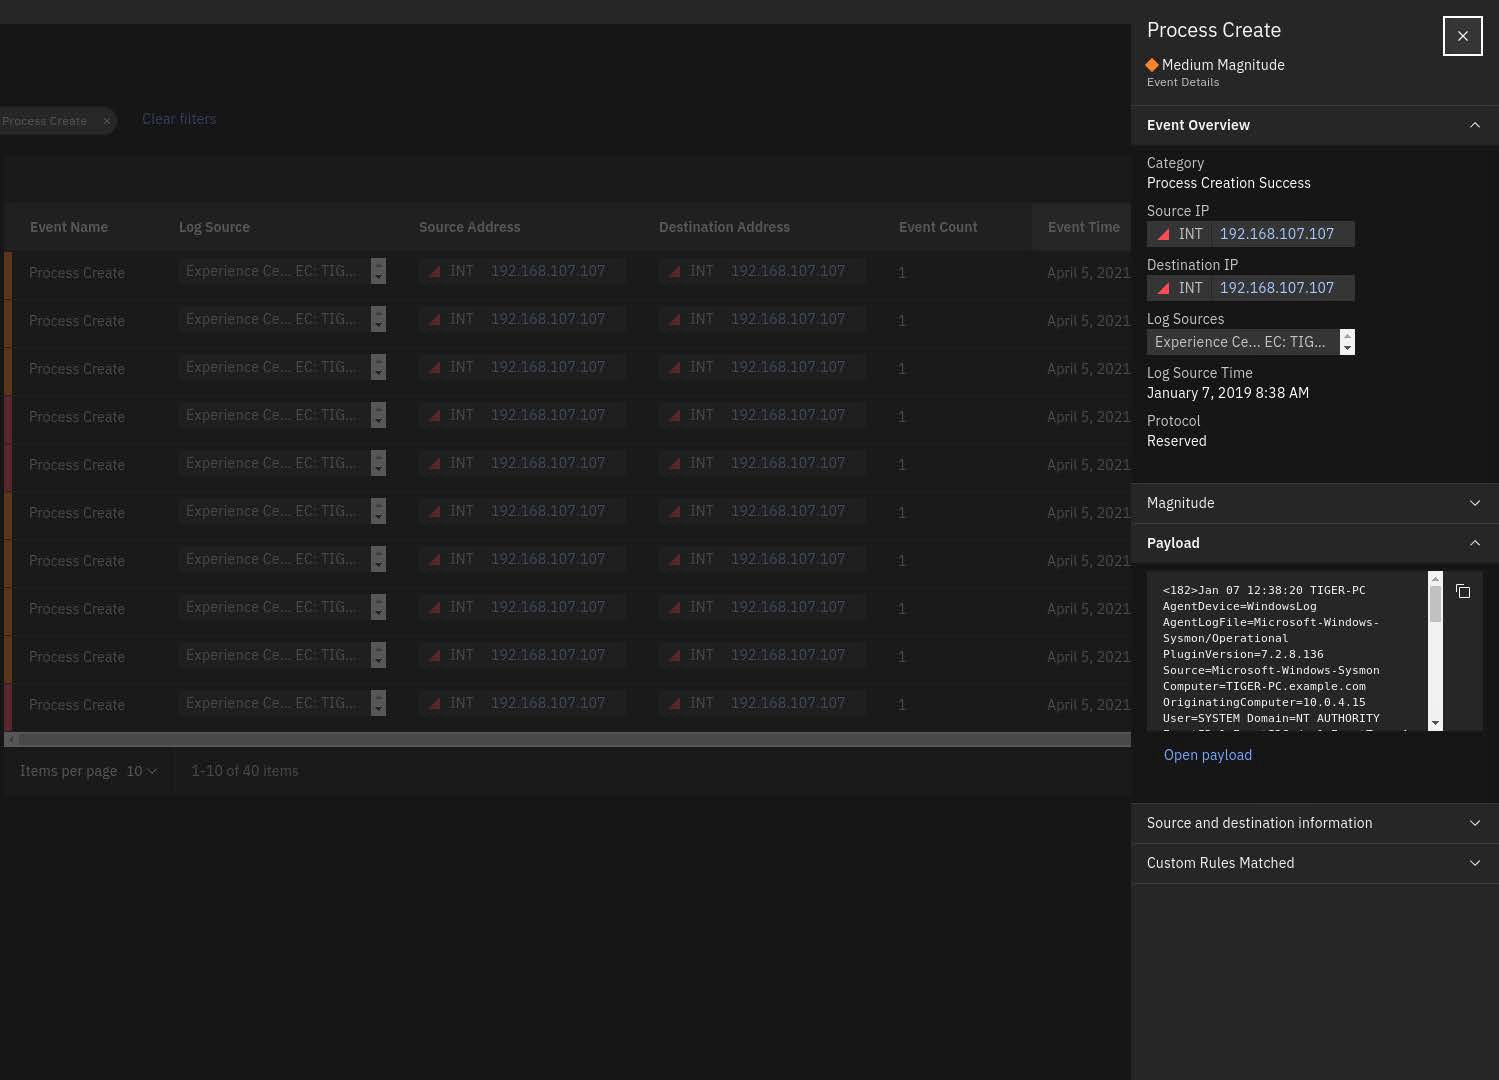 Process Create
Medium Magnitude
Event Details
Process Create
Clear filters
Event Overview
Category
Process Creation Success
Source IP
INT 192.168.107.107
Destination IP
INT 192.168.107.107
Log Sources
Experience Ce... EC: TIG...
Log Source Time
January 7, 2019 8:38 AM
Protocol
Reserved
Magnitude
Payload
<182>Jan 07 12:38:20 TIGER-PC
AgentDevice=WindowsLog
AgentLogFile=Microsoft-Windows-
Sysmon/Operational
PluginVersion=7.2.8.136
Source=Microsoft-Windows-Sysmon
Computer=TIGER-PC.example.com
OriginatingComputer=10.0.4.15
User=SYSTEM Domain=NT AUTHORITY
Open payload
Source and destination information
Custom Rules Matched
Event Name Log Source Source Address Destination Address Event Count Event Time
Process Create Experience Ce... EC: TIG... INT 192.168.107.107 INT 192.168.107.107 1 April 5, 2021
Process Create Experience Ce... EC: TIG... INT 192.168.107.107 INT 192.168.107.107 1 April 5, 2021
Process Create Experience Ce... EC: TIG... INT 192.168.107.107 INT 192.168.107.107 1 April 5, 2021
Process Create Experience Ce... EC: TIG... INT 192.168.107.107 INT 192.168.107.107 1 April 5, 2021
Process Create Experience Ce... EC: TIG... INT 192.168.107.107 INT 192.168.107.107 1 April 5, 2021
Process Create Experience Ce... EC: TIG... INT 192.168.107.107 INT 192.168.107.107 1 April 5, 2021
Process Create Experience Ce... EC: TIG... INT 192.168.107.107 INT 192.168.107.107 1 April 5, 2021
Process Create Experience Ce... EC: TIG... INT 192.168.107.107 INT 192.168.107.107 1 April 5, 2021
Process Create Experience Ce... EC: TIG... INT 192.168.107.107 INT 192.168.107.107 1 April 5, 2021
Process Create Experience Ce... EC: TIG... INT 192.168.107.107 INT 192.168.107.107 1 April 5, 2021
Items per page 10 1-10 of 40 items